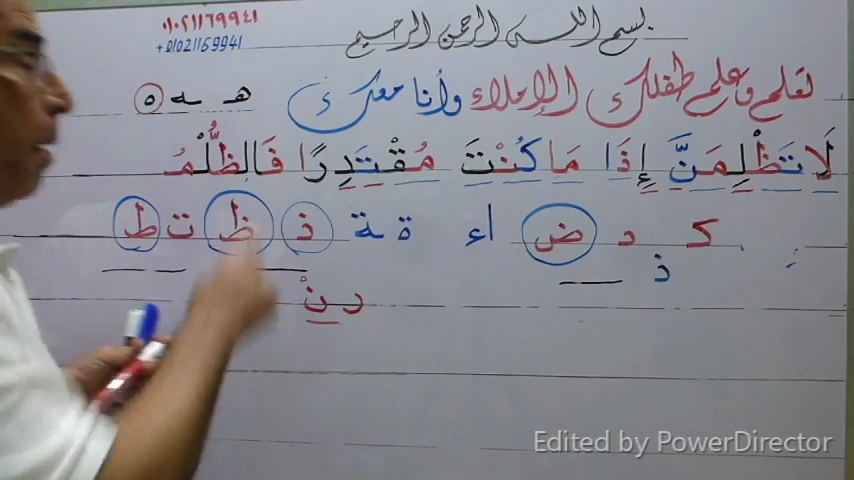 بسم الله الرحمن الرحيم
٠١٠٢١١٦٩٩٤١
+01021169941
تعلم وعلم طفلك الإملاء وأنا معك
هـ ـه ٥
لَا تَظْلِمَنَّ إِذَا مَا كُنْتَ مُقْتَدِرًا فَالظُّلْمُ
ک د ض اء ة ـة ذ ظ ت ط
ذ
ر نْ
Edited by PowerDirector